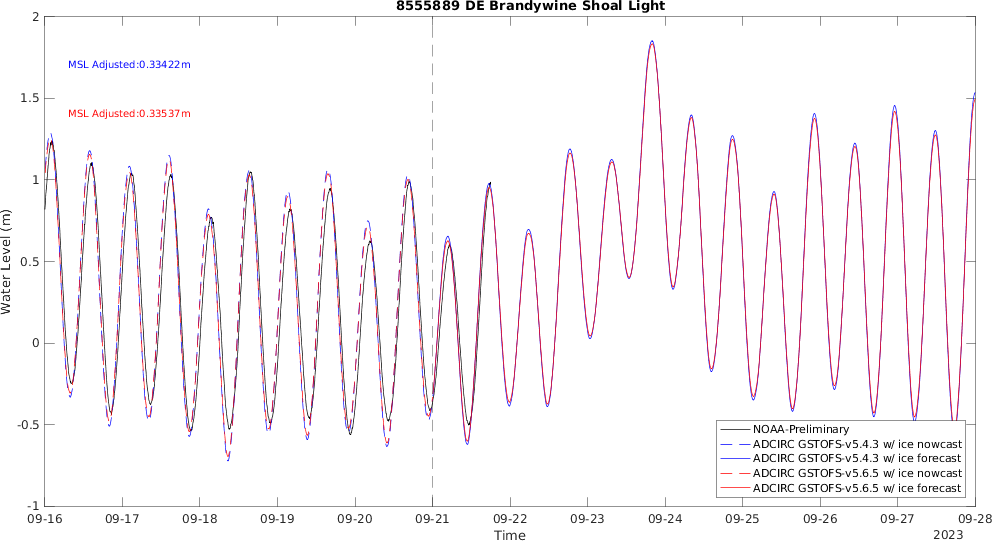 8555889 DE Brandywine Shoal Light
MSL Adjusted:0.33422m
MSL Adjusted:0.33537m
Water Level (m)
2
1.5
1
0.5
0
-0.5
-1
NOAA-Preliminary
ADCIRC GSTOFS-v5.4.3 w/ ice nowcast
ADCIRC GSTOFS-v5.4.3 w/ ice forecast
ADCIRC GSTOFS-v5.6.5 w/ ice nowcast
ADCIRC GSTOFS-v5.6.5 w/ ice forecast
09-16 09-17 09-18 09-19 09-20 09-21 09-22 09-23 09-24 09-25 09-26 09-27 09-28
Time
2023